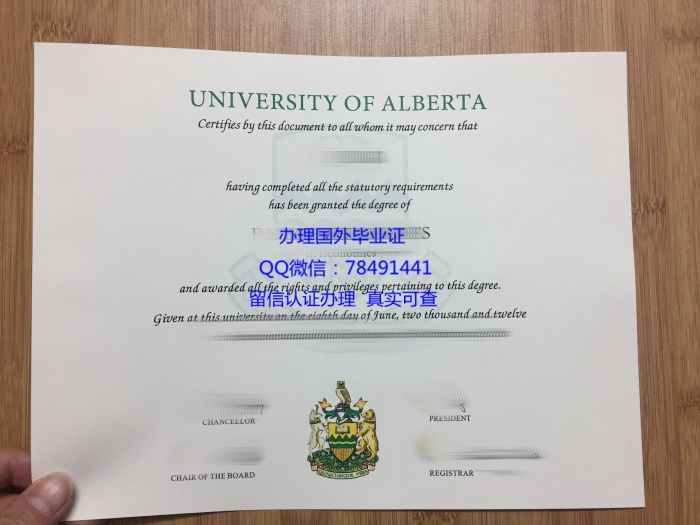 UNIVERSITY OF ALBERTA
Certifies by this document to all whom it may concern that
having completed all the statutory requirements
has been granted the degree of
办理国外毕业证
in Economics
QQ微信：78491441
and awarded all the rights and privileges pertaining to this degree.
留信认证办理 真实可查
Given at this university on the eighth day of June, two thousand and twelve
CHANCELLOR
PRESIDENT
CHAIR OF THE BOARD
REGISTRAR